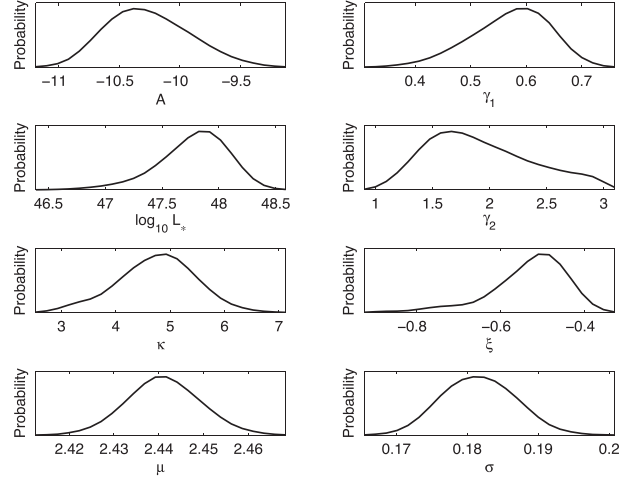 Probability
−11 −10.5 −10 −9.5
A
Probability
0.4 0.5 0.6 0.7
γ1
Probability
46.5 47 47.5 48 48.5
log10 L*
Probability
1 1.5 2 2.5 3
γ2
Probability
3 4 5 6 7
κ
Probability
−0.8 −0.6 −0.4
ξ
Probability
2.42 2.43 2.44 2.45 2.46
μ
Probability
0.17 0.18 0.19 0.2
σ